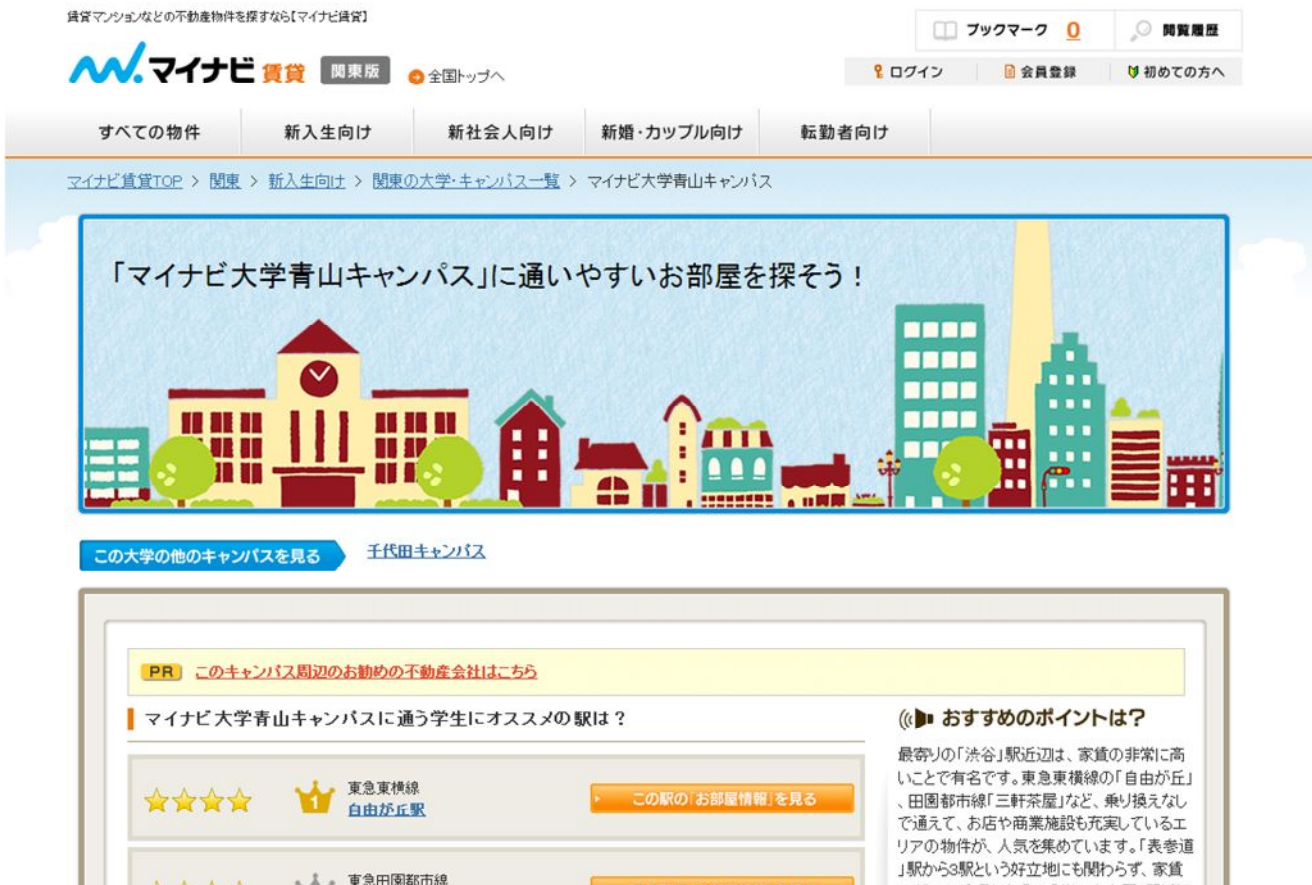 賃貸マンションなどの不動産物件を探すなら【マイナビ賃貸】
ブックマーク 0 閲覧履歴
マイナビ 賃貸 関東版 全国トップへ
ログイン 会員登録 初めての方へ
すべての物件 新入生向け 新社会人向け 新婚・カップル向け 転勤者向け
マイナビ賃貸TOP > 関東 > 新入生向け > 関東の大学・キャンパス一覧 > マイナビ大学青山キャンパス
「マイナビ大学青山キャンパス」に通いやすいお部屋を探そう！
この大学の他のキャンパスを見る 千代田キャンパス
PR このキャンパス周辺のお勧めの不動産会社はこちら
マイナビ大学青山キャンパスに通う学生にオススメの駅は？
1 東急東横線
自由が丘駅
この駅の「お部屋情報」を見る
東急田園都市線
おすすめのポイントは?
最寄りの「渋谷」駅近辺は、家賃の非常に高
いことで有名です。東急東横線の「自由が丘」
、田園都市線「三軒茶屋」など、乗り換えなし
で通えて、お店や商業施設も充実しているエ
リアの物件が、人気を集めています。「表参道
」駅から3駅という好立地にも関わらず、家賃